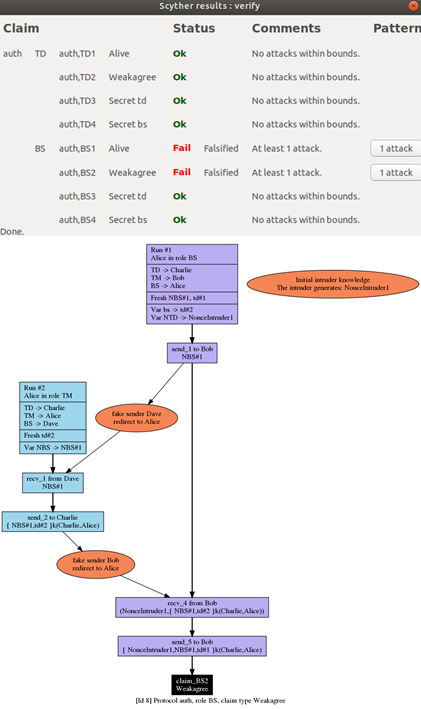 Scyther results : verify
Claim Status Comments Pattern
auth TD auth,TD1 Alive Ok No attacks within bounds.
auth,TD2 Weakagree Ok No attacks within bounds.
auth,TD3 Secret td Ok No attacks within bounds.
auth,TD4 Secret bs Ok No attacks within bounds.
BS auth,BS1 Alive Fail Falsified At least 1 attack. 1 attack
auth,BS2 Weakagree Fail Falsified At least 1 attack. 1 attack
auth,BS3 Secret td Ok No attacks within bounds.
auth,BS4 Secret bs Ok No attacks within bounds.
Done.
Run #1
Alice in role BS
TD -> Charlie
TM -> Bob
BS -> Alice
Fresh NBS#1, td#1
Var bs -> td#2
Var NTD -> NonceIntruder1
Initial intruder knowledge
The intruder generates: NonceIntruder1
send_1 to Bob
NBS#1
Run #2
Alice in role TM
TD -> Charlie
TM -> Alice
BS -> Dave
Fresh td#2
Var NBS -> NBS#1
fake sender Dave
redirect to Alice
recv_1 from Dave
NBS#1
send_2 to Charlie
{ NBS#1,td#2 }k(Charlie,Alice)
fake sender Bob
redirect to Alice
recv_4 from Bob
(NonceIntruder1,{ NBS#1,td#2 }k(Charlie,Alice))
send_5 to Bob
{ NonceIntruder1,NBS#1,td#1 }k(Charlie,Alice)
claim_BS2
Weakagree
[Id 8] Protocol auth, role BS, claim type Weakagree